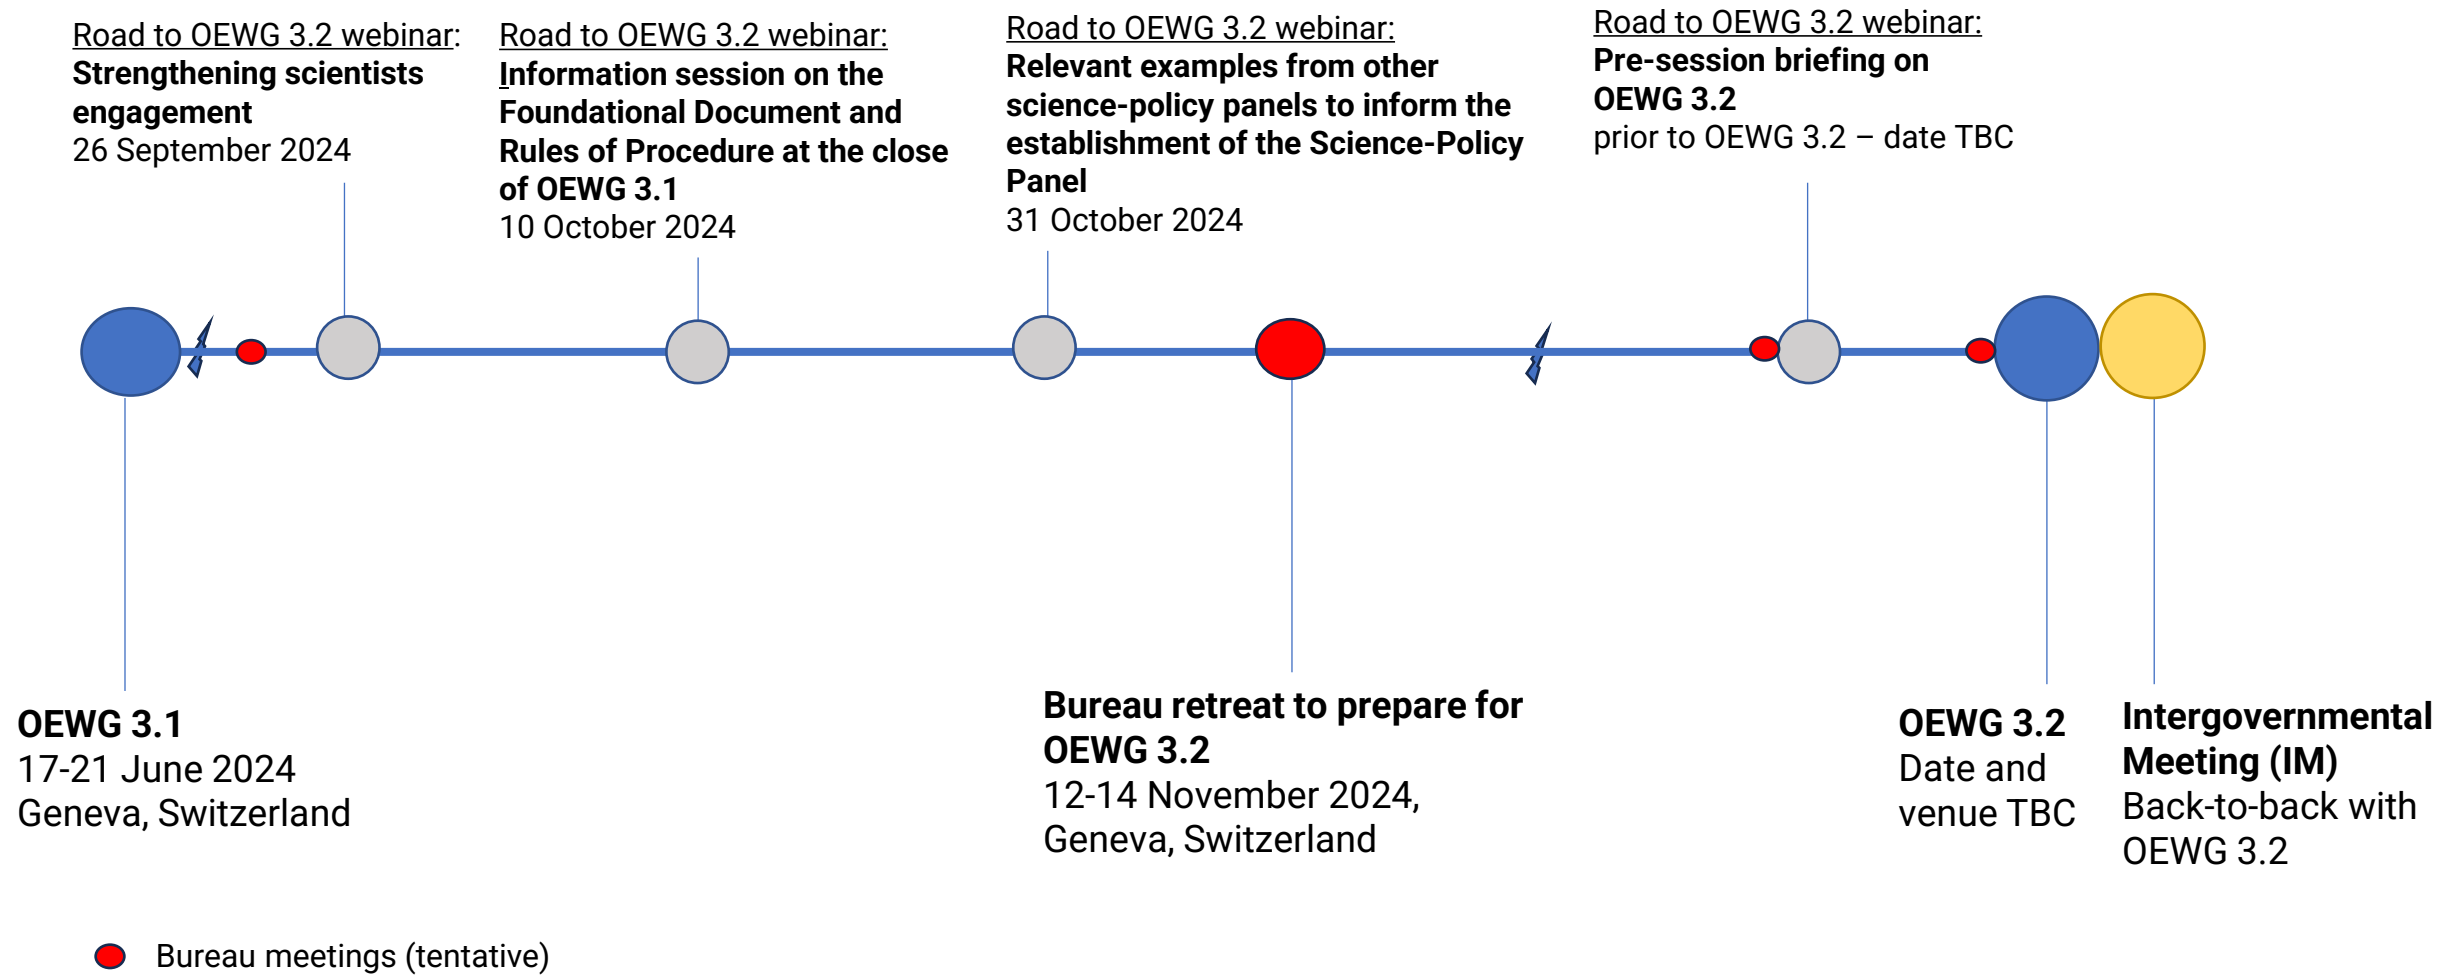 Road to OEWG 3.2 webinar:
Strengthening scientists
engagement
26 September 2024
Road to OEWG 3.2 webinar:
Information session on the
Foundational Document and
Rules of Procedure at the close
of OEWG 3.1
10 October 2024
Road to OEWG 3.2 webinar:
Relevant examples from other
science-policy panels to inform the
establishment of the Science-Policy
Panel
31 October 2024
Road to OEWG 3.2 webinar:
Pre-session briefing on
OEWG 3.2
prior to OEWG 3.2 – date TBC
OEWG 3.1
17-21 June 2024
Geneva, Switzerland
Bureau retreat to prepare for
OEWG 3.2
12-14 November 2024,
Geneva, Switzerland
OEWG 3.2
Date and
venue TBC
Intergovernmental
Meeting (IM)
Back-to-back with
OEWG 3.2
Bureau meetings (tentative)